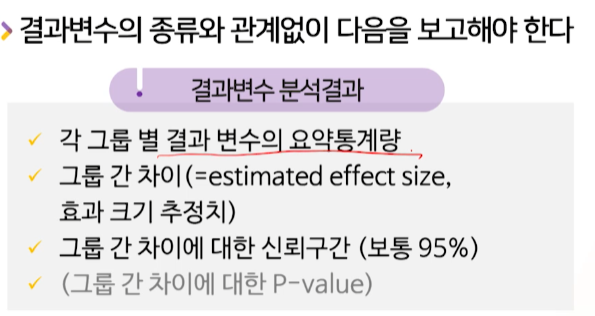 결과변수의 종류와 관계없이 다음을 보고해야 한다
결과변수 분석결과
각 그룹 별 결과 변수의 요약통계량
그룹 간 차이(=estimated effect size,
효과 크기 추정치)
그룹 간 차이에 대한 신뢰구간 (보통 95%)
(그룹 간 차이에 대한 P-value)